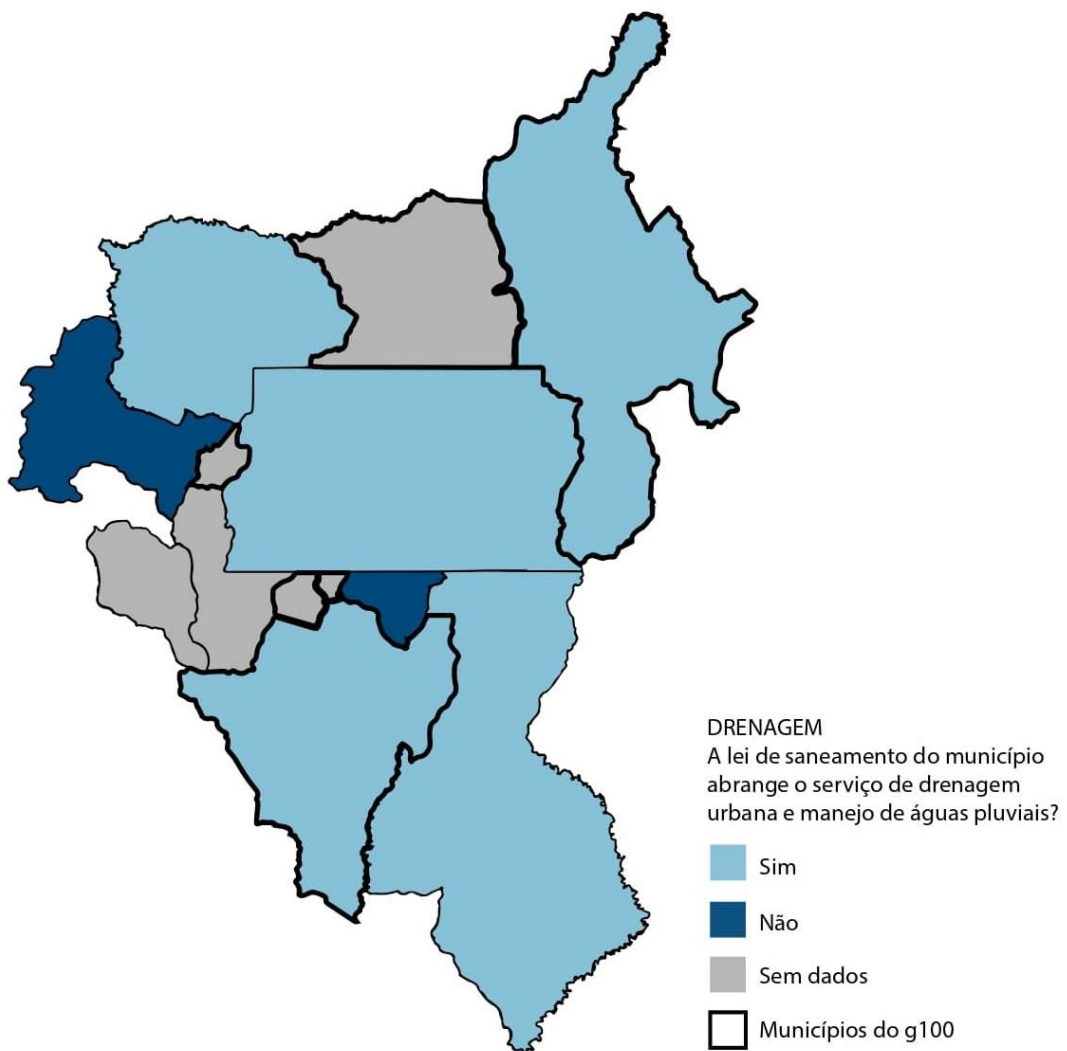 DRENAGEM
A lei de saneamento do município
abrange o serviço de drenagem
urbana e manejo de águas pluviais?
Sim
Não
Sem dados
Municípios do g100